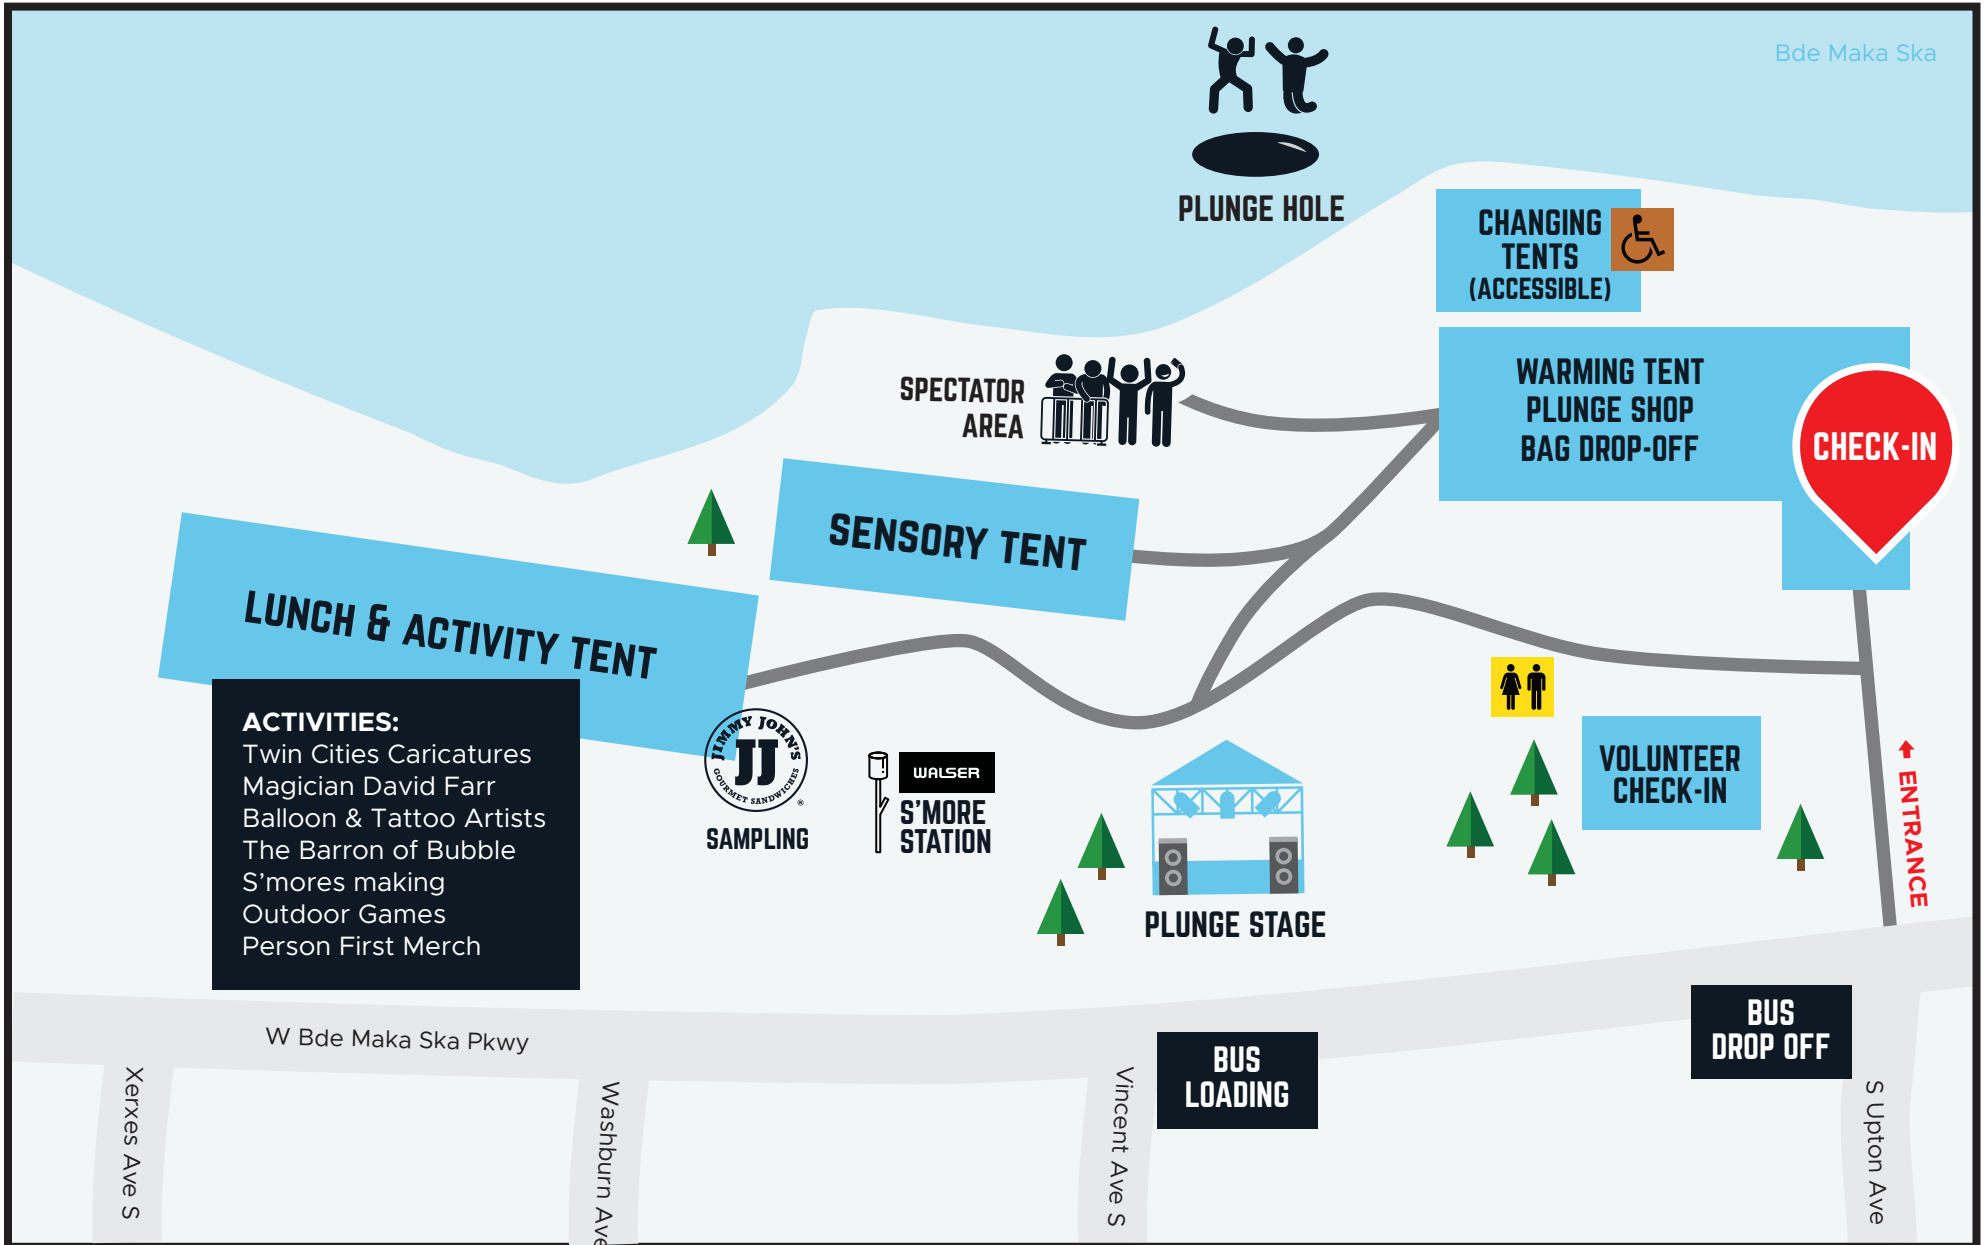 Bde Maka Ska
PLUNGE HOLE
CHANGING
TENTS
(ACCESSIBLE)
WARMING TENT
PLUNGE SHOP
BAG DROP-OFF
CHECK-IN
SPECTATOR
AREA
SENSORY TENT
LUNCH & ACTIVITY TENT
ACTIVITIES:
Twin Cities Caricatures
Magician David Farr
Balloon & Tattoo Artists
The Barron of Bubble
S’mores making
Outdoor Games
Person First Merch
JIMMY JOHN'S
JJ
GOURMET SANDWICHES
®
SAMPLING
WALSER
S’MORE
STATION
PLUNGE STAGE
VOLUNTEER
CHECK-IN
ENTRANCE
BUS
DROP OFF
BUS
LOADING
W Bde Maka Ska Pkwy
Xerxes Ave S
Washburn Ave
Vincent Ave S
S Upton Ave